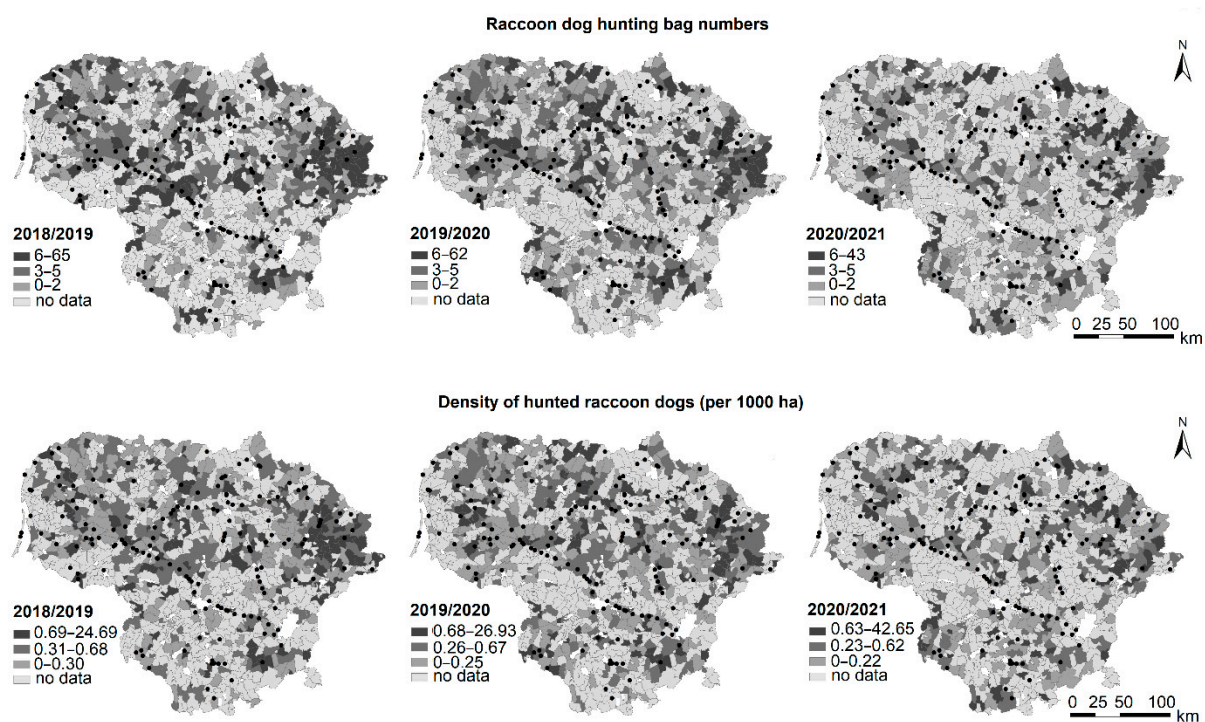 Raccoon dog hunting bag numbers
N
2018/2019
6–65
3–5
0–2
no data
2019/2020
6–62
3–5
0–2
no data
2020/2021
6–43
3–5
0–2
no data
0 25 50 100
km
Density of hunted raccoon dogs (per 1000 ha)
N
2018/2019
0.69–24.69
0.31–0.68
0–0.30
no data
2019/2020
0.68–26.93
0.26–0.67
0–0.25
no data
2020/2021
0.63–42.65
0.23–0.62
0–0.22
no data
0 25 50 100
km